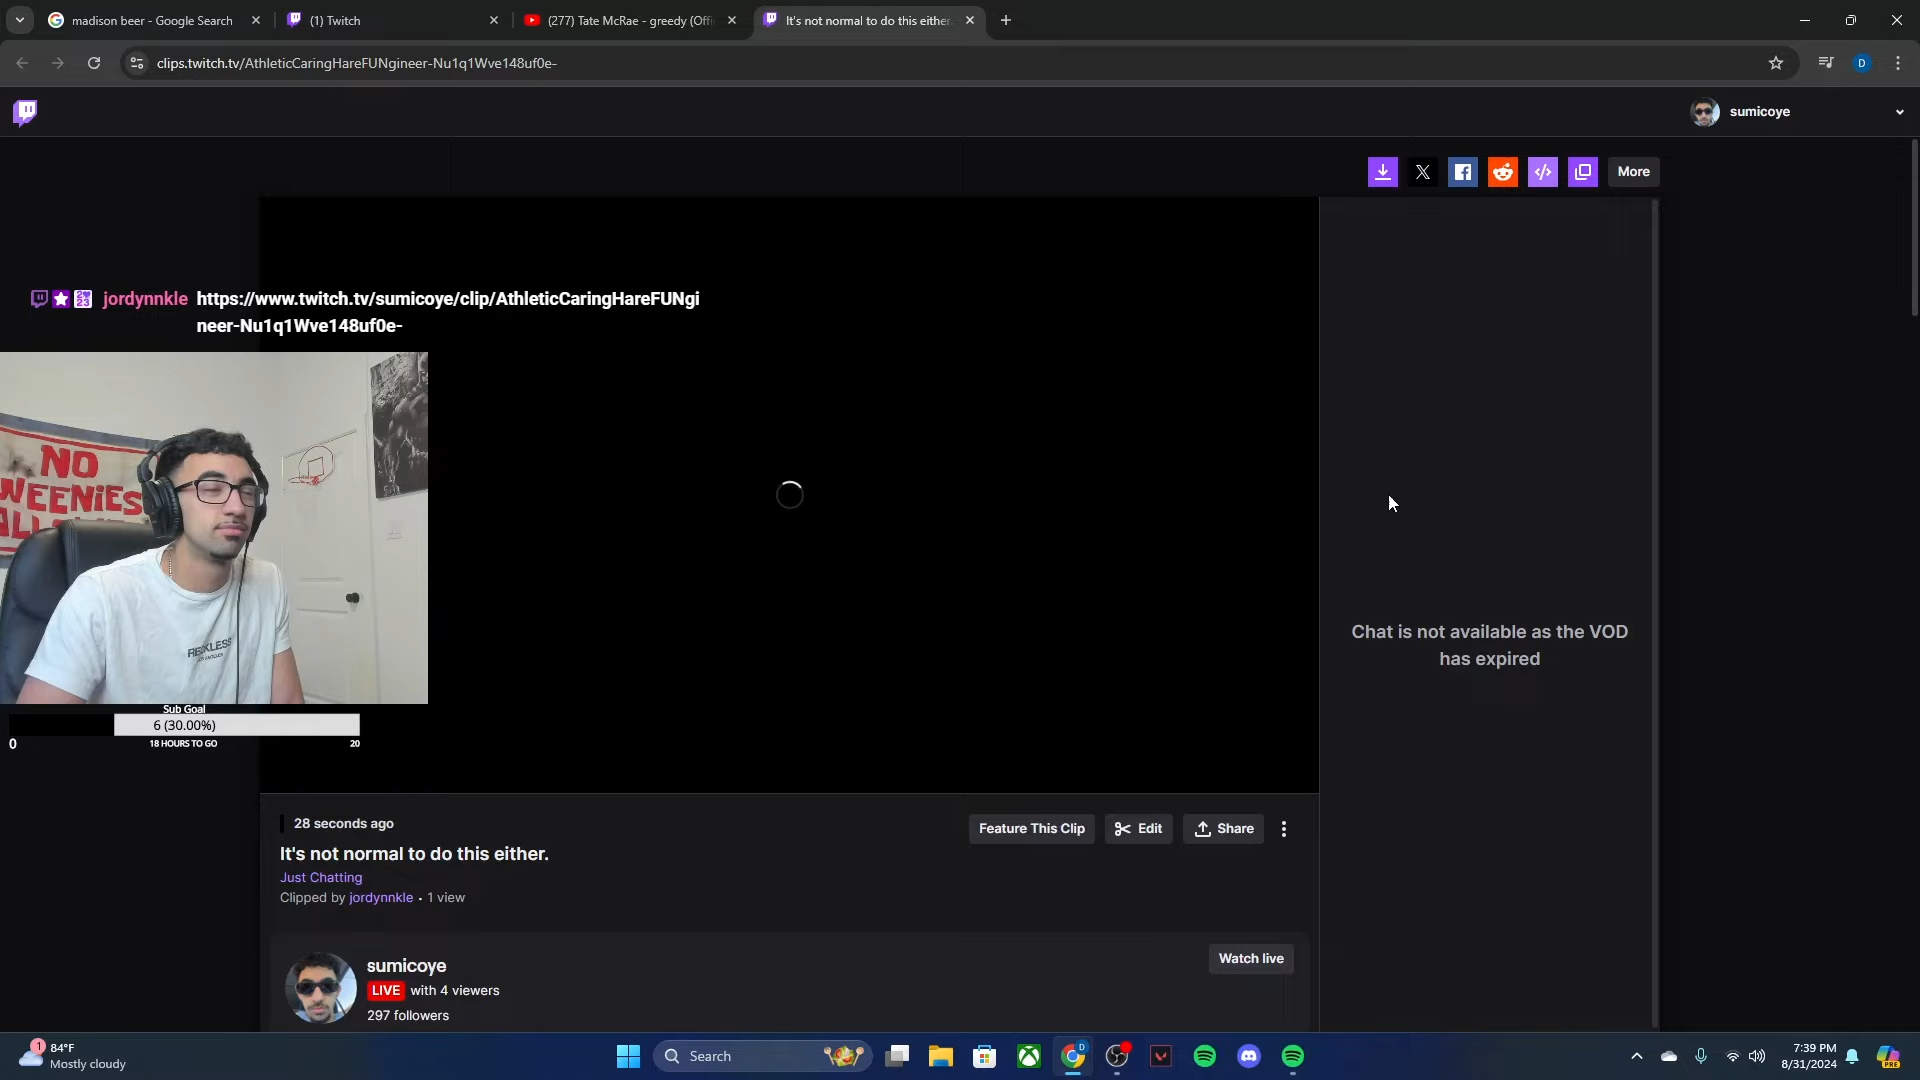 madison beer - Google Search
(1) Twitch
(277) Tate McRae - greedy (Offi
It's not normal to do this either.
clips.twitch.tv/AthleticCaringHareFUNgineer-Nu1q1Wve148uf0e-
sumicoye
More
jordynnkle https://www.twitch.tv/sumicoye/clip/AthleticCaringHareFUNgi
neer-Nu1q1Wve148uf0e-
NO
WEENIES
RECKLESS
Chat is not available as the VOD
has expired
Sub Goal
6 (30.00%)
0 18 HOURS TO GO 20
28 seconds ago
Feature This Clip
Edit
Share
It's not normal to do this either.
Just Chatting
Clipped by jordynnkle • 1 view
sumicoye
LIVE with 4 viewers
297 followers
Watch live
1
84°F
Mostly cloudy
Search
7:39 PM
8/31/2024